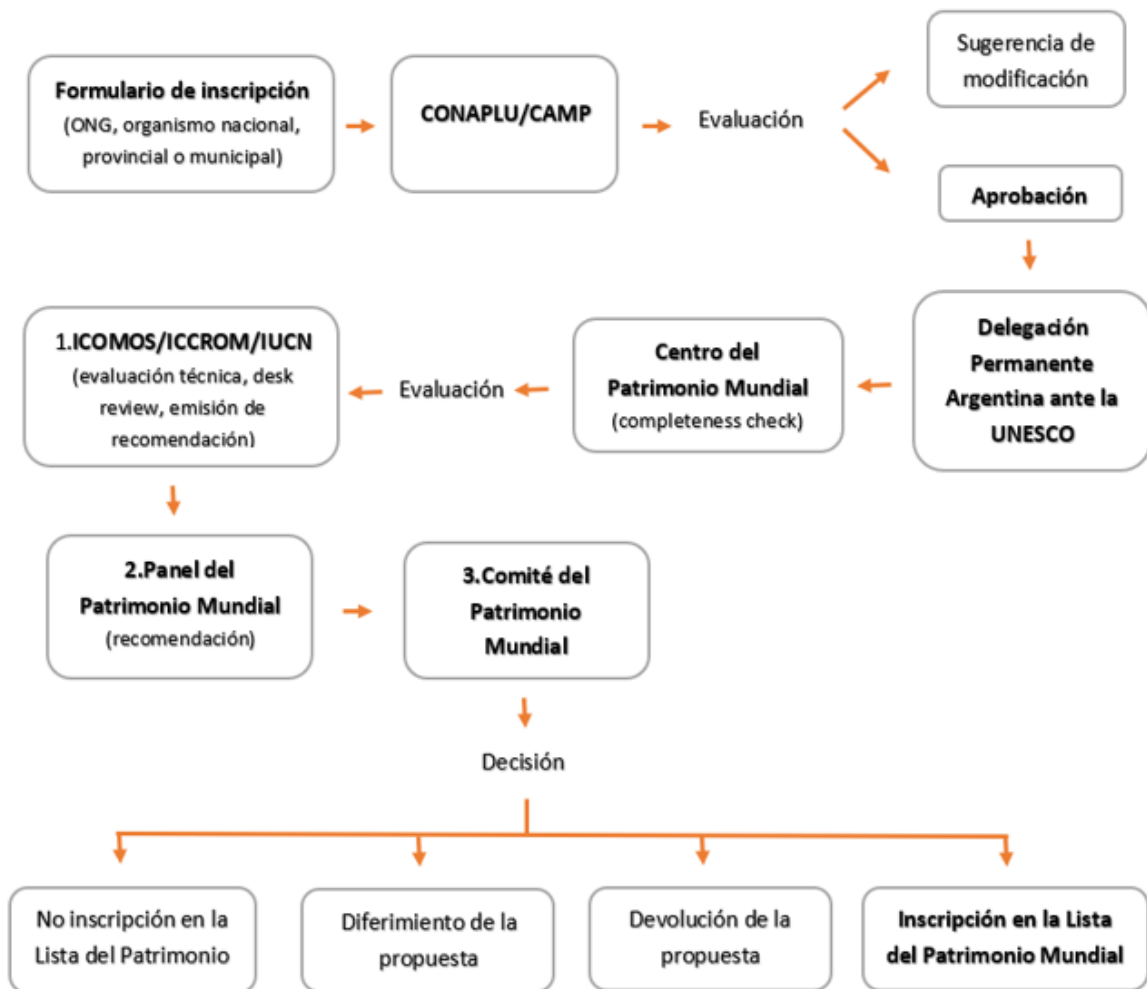 Formulario de inscripción
(ONG, organismo nacional,
provincial o municipal)
CONAPLU/CAMP
Evaluación
Sugerencia de
modificación
Aprobación
Delegación
Permanente
Argentina ante la
UNESCO
Centro del
Patrimonio Mundial
(completeness check)
Evaluación
1.ICOMOS/ICCROM/IUCN
(evaluación técnica, desk
review, emisión de
recomendación)
2.Panel del
Patrimonio Mundial
(recomendación)
3.Comité del
Patrimonio
Mundial
Decisión
No inscripción en la
Lista del Patrimonio
Diferimiento de la
propuesta
Devolución de la
propuesta
Inscripción en la Lista
del Patrimonio Mundial